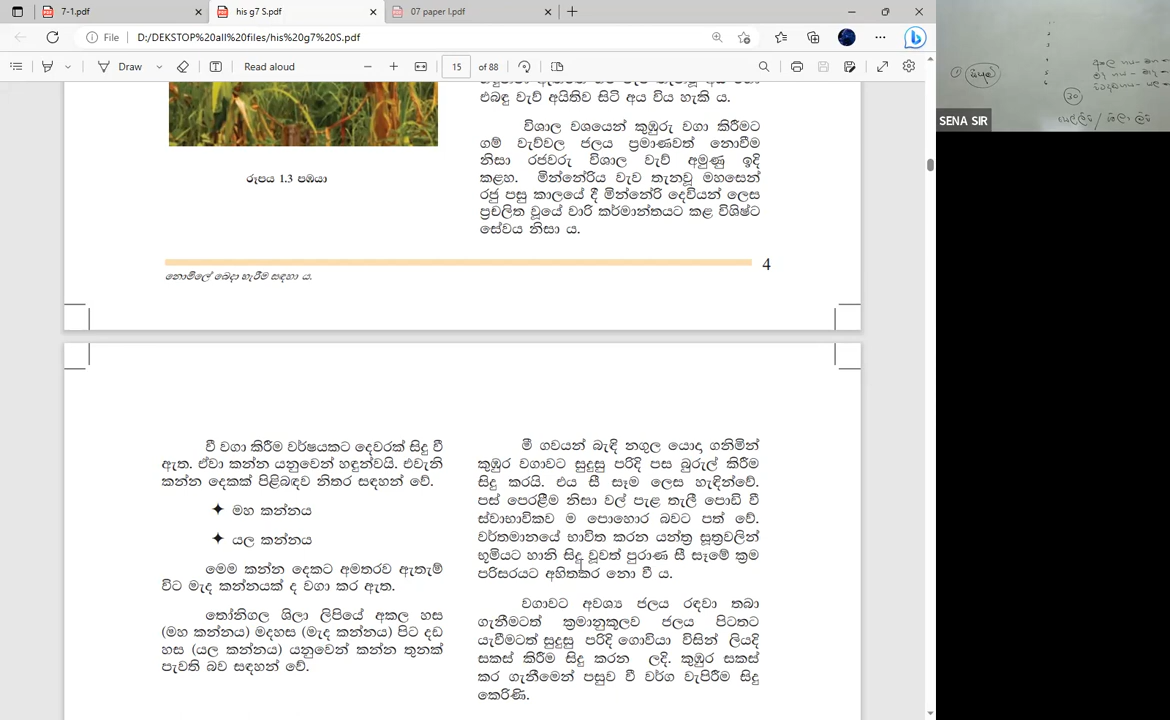 7-1.pdf
his g7 S.pdf
07 paper I.pdf
File
D:/DEKSTOP%20all%20files/his%20g7%20S.pdf
Draw
Read aloud
15 of 88
එබඳු වැව් අයිතිව සිටි අය විය හැකි ය.
විශාල වශයෙන් කුඹුරු වගා කිරීමට
ගම් වැව්වල ජලය ප්‍රමාණවත් නොවීම
නිසා රජවරු විශාල වැව් අමුණු ඉදි
කළහ. මින්නේරිය වැව තැනවූ මහසෙන්
රජු පසු කාලයේ දී මින්නේරි දෙවියන් ලෙස
ප්‍රචලිත වූයේ වාරි කර්මාන්තයට කළ විශිෂ්ට
සේවය නිසා ය.
රූපය 1.3 පඹයා
නොමිලේ බෙදා හැරීම සඳහා ය.
4
වී වගා කිරීම වර්ෂයකට දෙවරක් සිදු වී
ඇත. ඒවා කන්න යනුවෙන් හඳුන්වයි. එවැනි
කන්න දෙකක් පිළිබඳව නිතර සඳහන් වේ.
✦ මහ කන්නය
✦ යල කන්නය
මෙම කන්න දෙකට අමතරව ඇතැම්
විට මැද කන්නයක් ද වගා කර ඇත.
තෝනිගල ශිලා ලිපියේ අකල හස
(මහ කන්නය) මදහස (මැද කන්නය) පිට දඩ
හස (යල කන්නය) යනුවෙන් කන්න තුනක්
පැවති බව සඳහන් වේ.
මී ගවයන් බැඳි නගුල යොදා ගනිමින්
කුඹුර වගාවට සුදුසු පරිදි පස බුරුල් කිරීම
සිදු කරයි. එය සී සෑම ලෙස හැඳින්වේ.
පස් පෙරළීම නිසා වල් පැළ තැලී පොඩි වී
ස්වාභාවිකව ම පොහොර බවට පත් වේ.
වර්තමානයේ භාවිත කරන යන්ත්‍ර සූත්‍රවලින්
භූමියට හානි සිදු වූවත් පුරාණ සී සෑමේ ක්‍රම
පරිසරයට අහිතකර නො වී ය.
වගාවට අවශ්‍ය ජලය රඳවා තබා
ගැනීමටත් ක්‍රමානුකූලව ජලය පිටතට
යැවීමටත් සුදුසු පරිදි ගොවියා විසින් ලියදි
සකස් කිරීම සිදු කරන ලදි. කුඹුර සකස්
කර ගැනීමෙන් පසුව වී වර්ග වැපිරීම සිදු
කෙරිණි.
SENA SIR
30